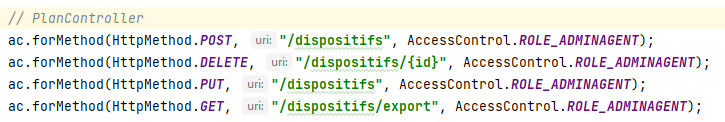 // PlanController
ac.forMethod(HttpMethod.POST, uri: "/dispositifs", AccessControl.ROLE_ADMINAGENT);
ac.forMethod(HttpMethod.DELETE, uri: "/dispositifs/{id}", AccessControl.ROLE_ADMINAGENT);
ac.forMethod(HttpMethod.PUT, uri: "/dispositifs", AccessControl.ROLE_ADMINAGENT);
ac.forMethod(HttpMethod.GET, uri: "/dispositifs/export", AccessControl.ROLE_ADMINAGENT);